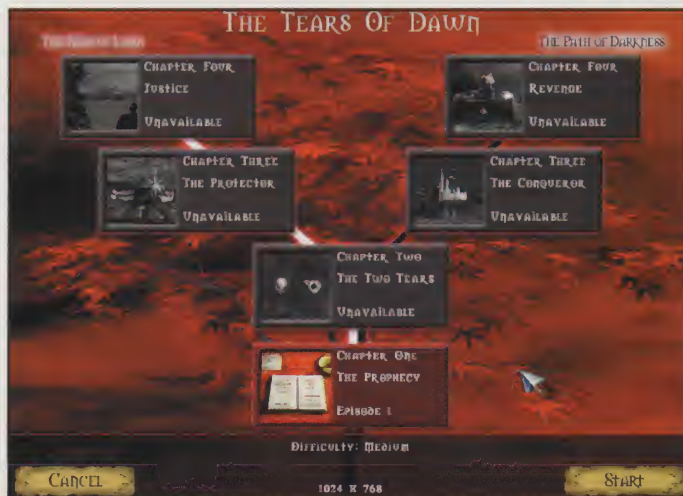 THE TEARS OF DAWN
THE PATH OF DARKNESS
CHAPTER FOUR
JUSTICE
UNAVAILABLE
CHAPTER FOUR
REVENGE
UNAVAILABLE
CHAPTER THREE
THE PROTECTOR
UNAVAILABLE
CHAPTER THREE
THE CONQUEROR
UNAVAILABLE
CHAPTER TWO
THE TWO TEARS
UNAVAILABLE
CHAPTER ONE
THE PROPHECY
EPISODE 1
DIFFICULTY: MEDIUM
CANCEL
1024 X 768
START